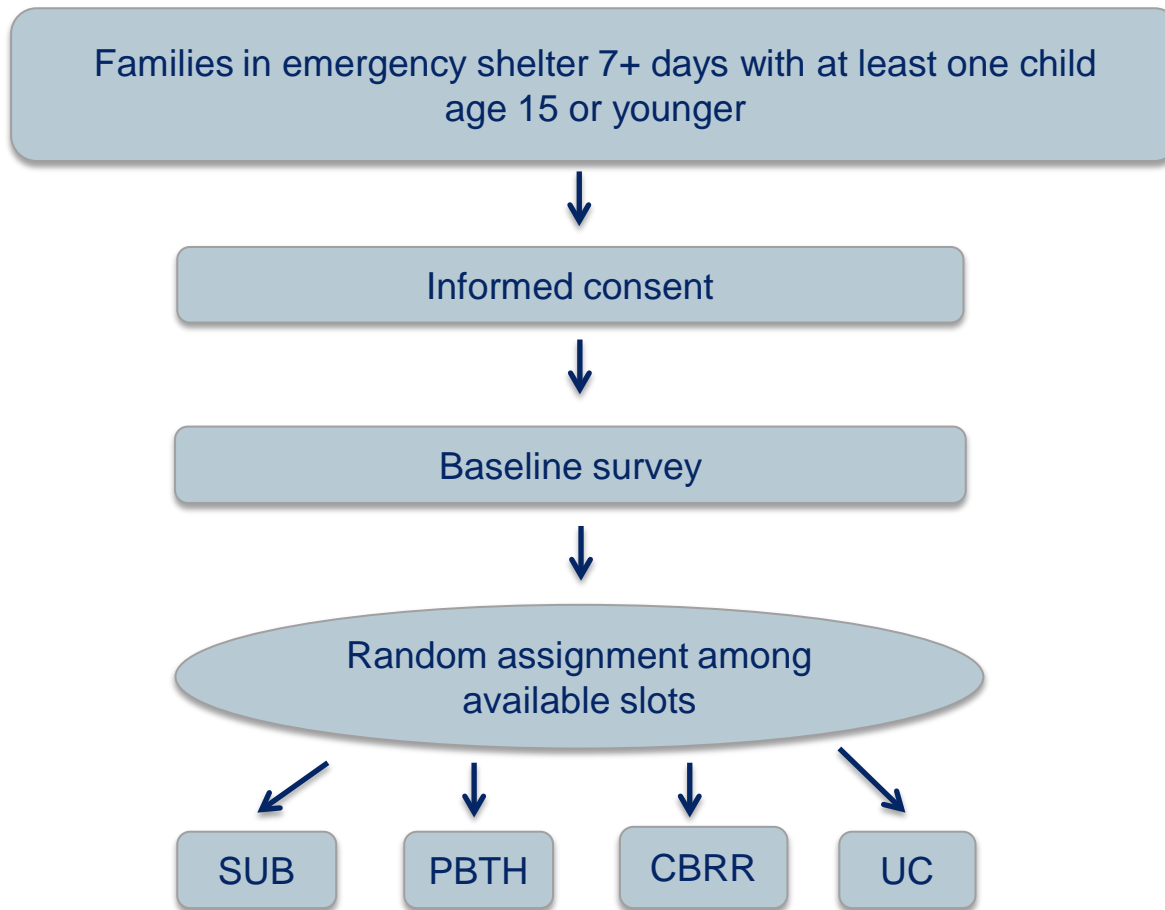 Families in emergency shelter 7+ days with at least one child
age 15 or younger
Informed consent
Baseline survey
Random assignment among
available slots
SUB
PBTH
CBRR
UC